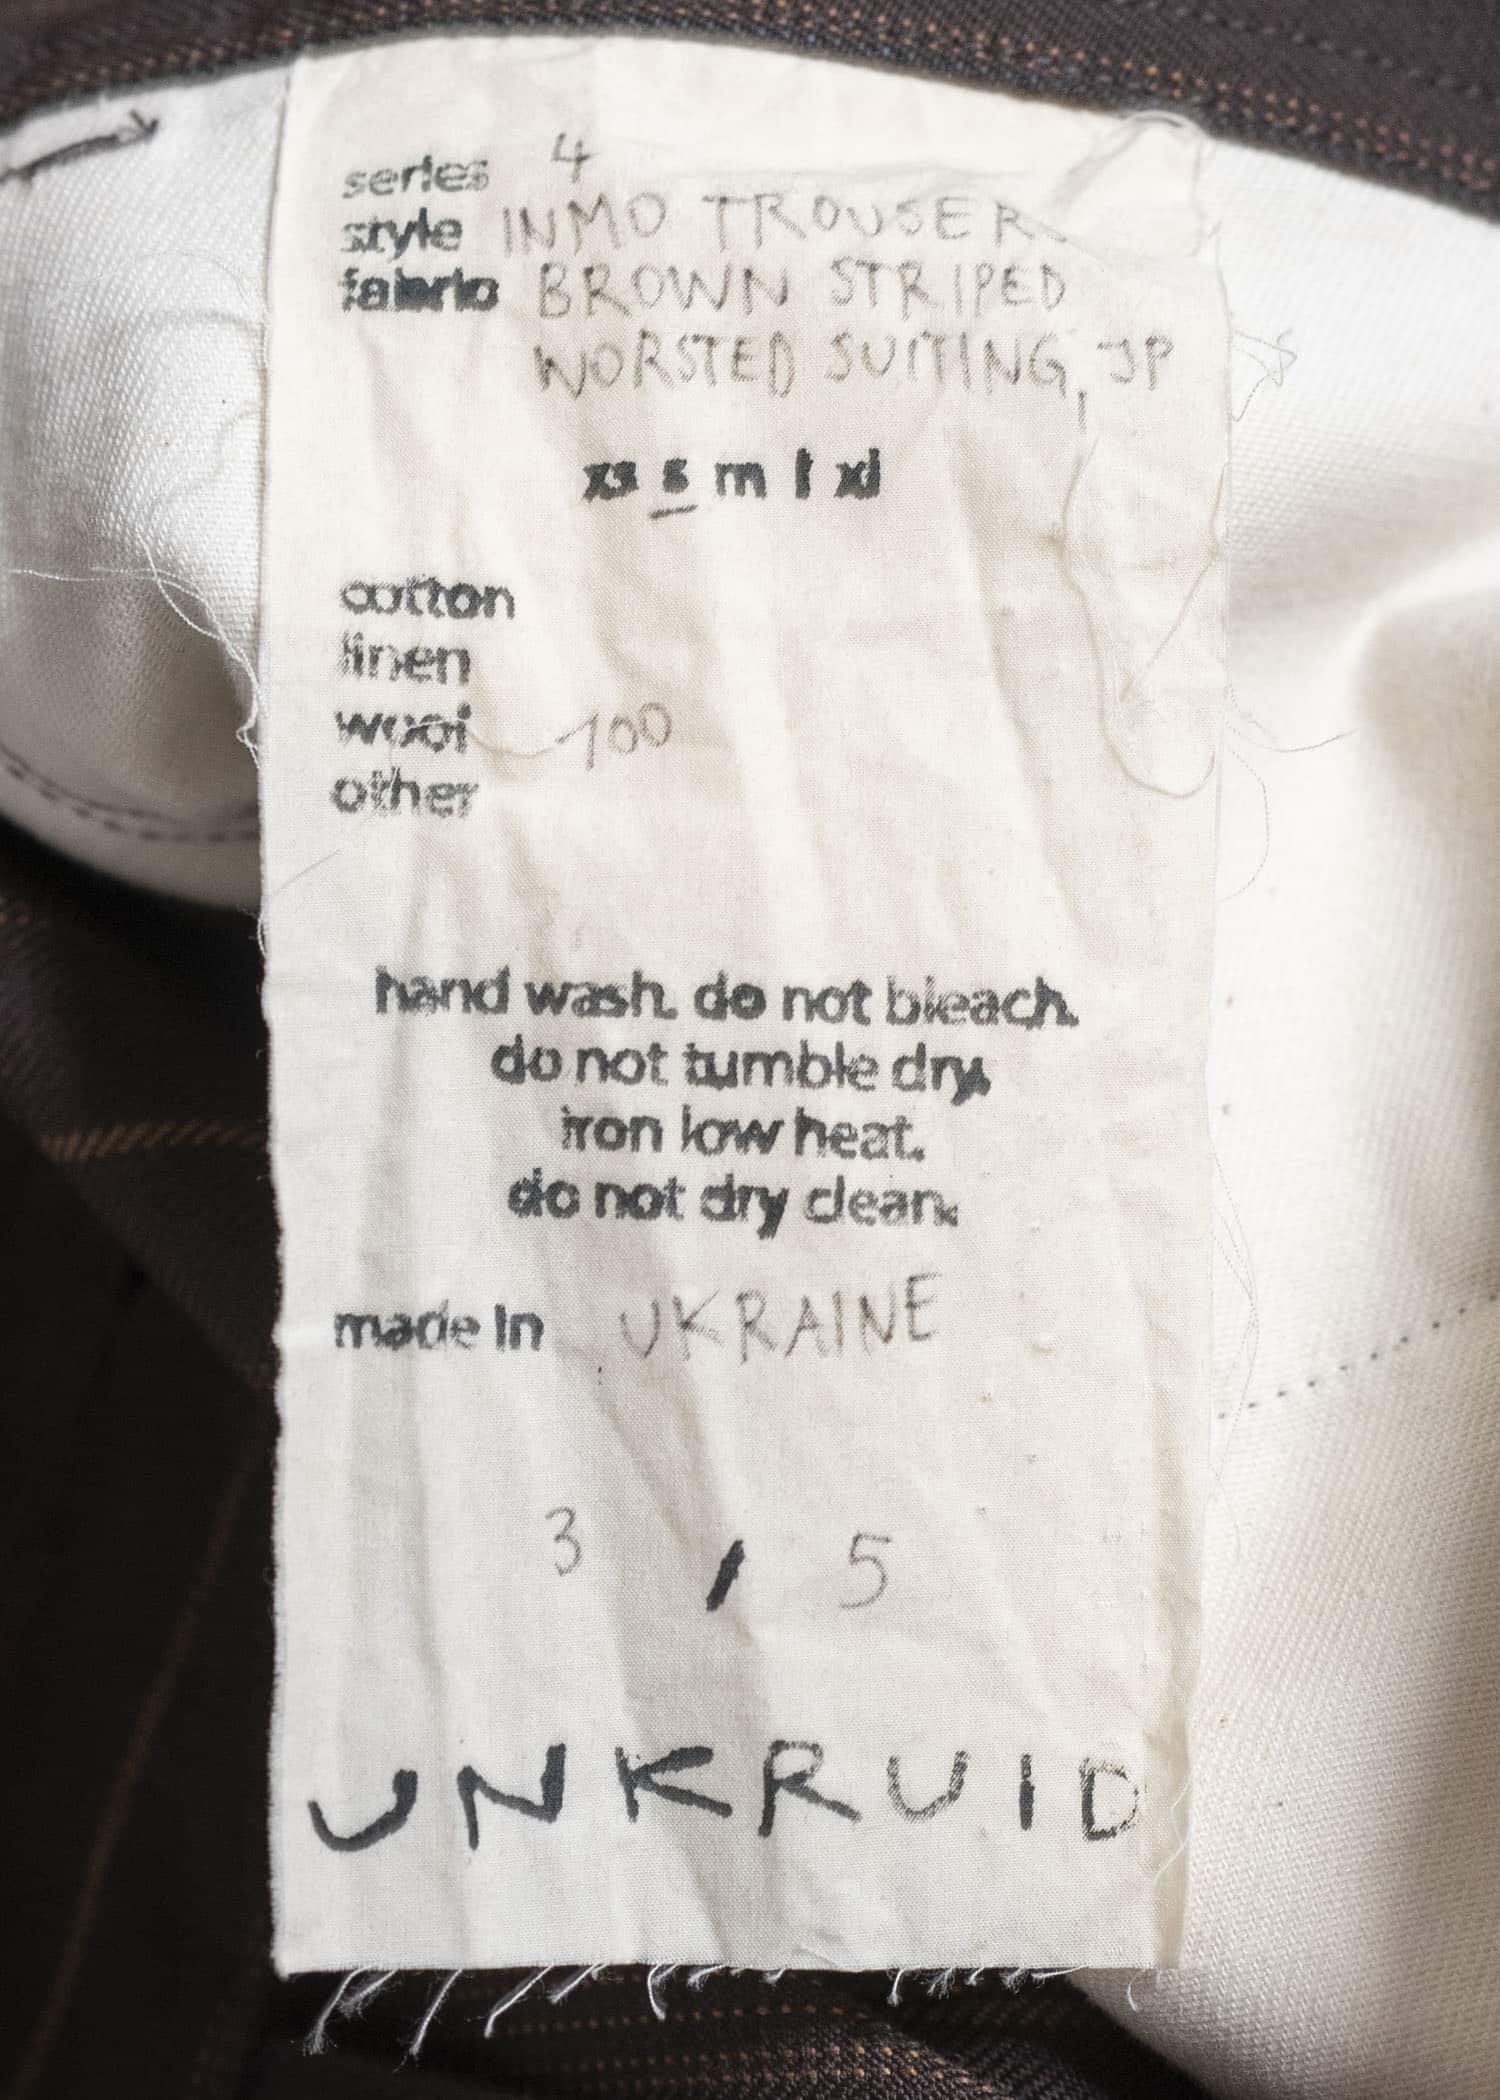 series 4
style INMO TROUSERS
fabric BROWN STRIPED
WORSTED SUITING, JP
xs s m l xl
cotton
linen
wool 100
other
hand wash. do not bleach.
do not tumble dry.
iron low heat.
do not dry clean.
made in UKRAINE
3 / 5
UNKRUID